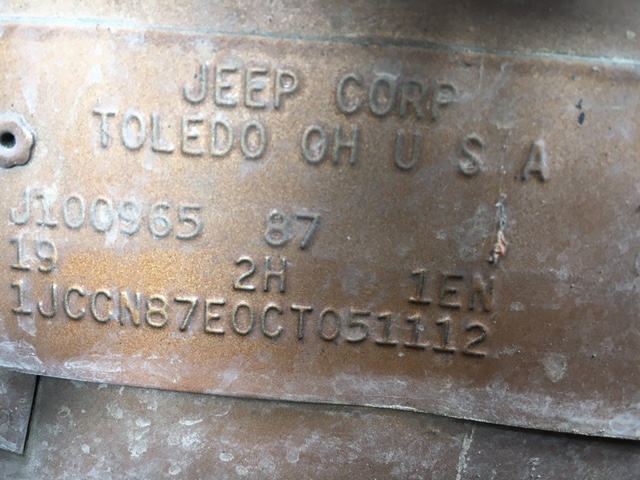 JEEP CORP
TOLEDO OH U S A
J100965 87
19 2H 1EN
1JCCN87E0CT051112